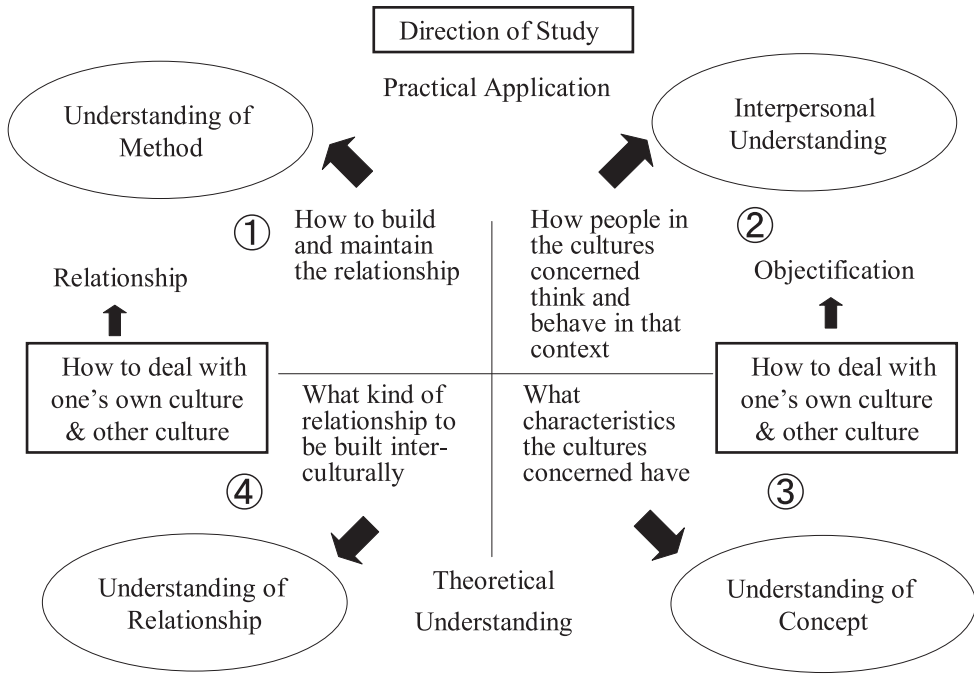 Direction of Study
Practical Application
Understanding of
Method
Interpersonal
Understanding
①
How to build
and maintain
the relationship
How people in
the cultures
concerned
think and
behave in that
context
②
Relationship
Objectification
How to deal with
one's own culture
& other culture
How to deal with
one's own culture
& other culture
What kind of
relationship to
be built inter-
culturally
What
characteristics
the cultures
concerned have
④
③
Understanding of
Relationship
Theoretical
Understanding
Understanding of
Concept